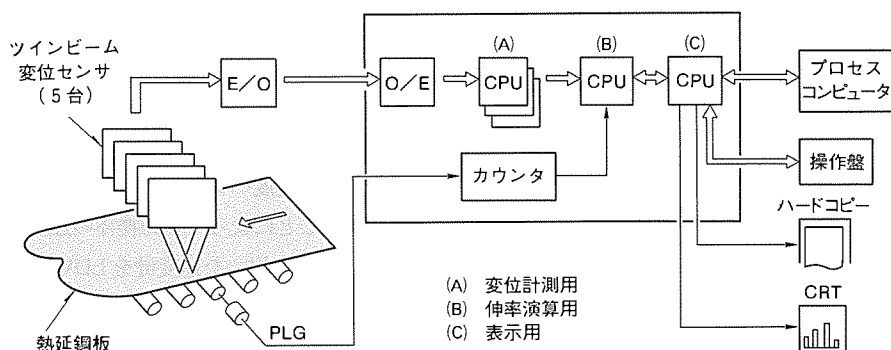 ツインビーム
変位センサ
(5台)
E/O
O/E
(A)
CPU
(B)
CPU
(C)
CPU
プロセス
コンピュータ
カウンタ
操作盤
ハードコピー
CRT
(A) 変位計測用
(B) 伸率演算用
(C) 表示用
PLG
熱延鋼板